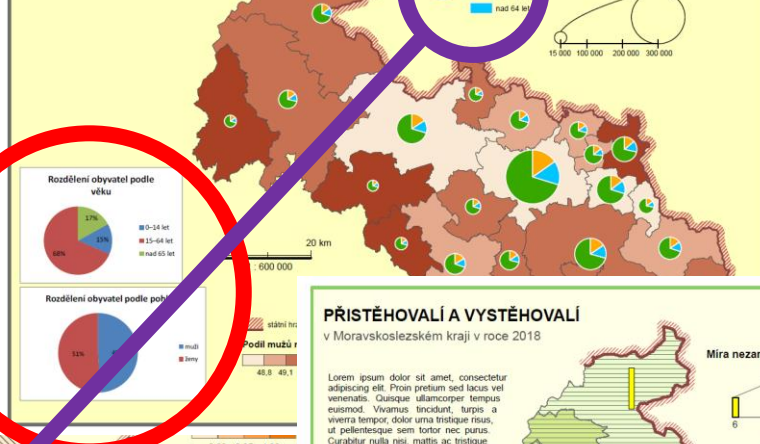 nad 64 let
15 000 100 000 200 000 300 000
Rozdělení obyvatel podle
věku
17%
15%
68%
0–14 let
15–64 let
nad 65 let
20 km
: 600 000
Rozdělení obyvatel podle
51%
muži
ženy
státní
Podíl mužů
48,8 49,1
PŘISTĚHOVALÍ A VYSTĚHOVALÍ
v Moravskoslezském kraji v roce 2018
Míra
6
Lorem ipsum dolor sit amet, consectetur
adipiscing elit. Proin pretium sed lacus vel
venenatis. Quisque ullamcorper tempus
euismod. Vivamus tincidunt, turpis a
viverra tempor, dolor urna tristique risus,
ut pellentesque sem tortor nec purus.
Curabitur nulla nisi, mattis ac tristique